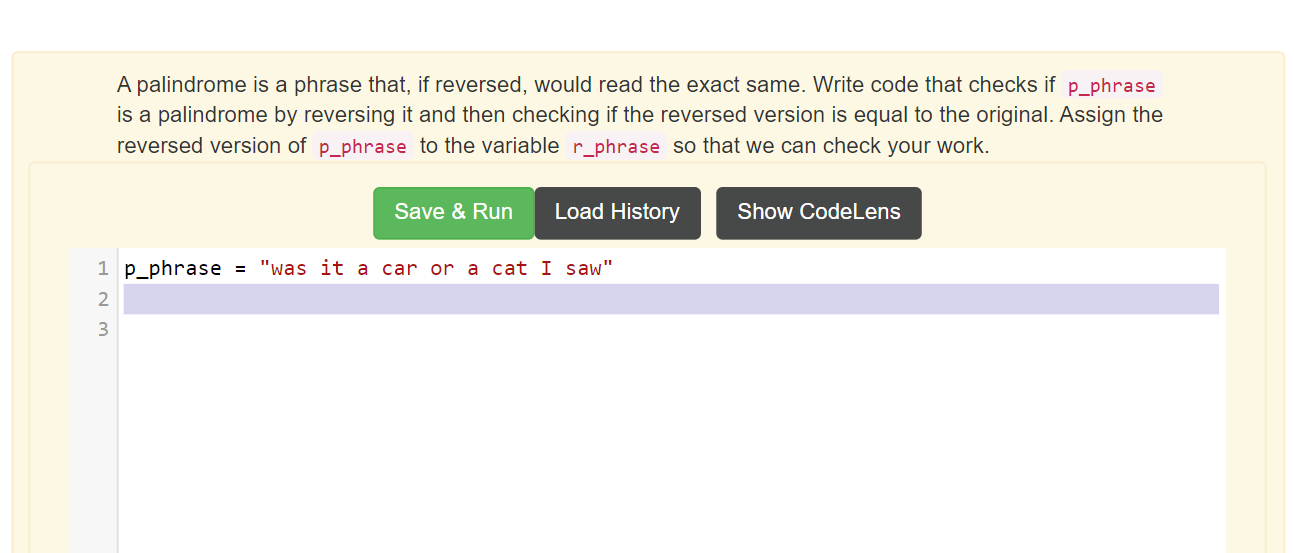 A palindrome is a phrase that, if reversed, would read the exact same. Write code that checks if p_phrase
is a palindrome by reversing it and then checking if the reversed version is equal to the original. Assign the
reversed version of p_phrase to the variable r_phrase so that we can check your work.
Save & Run Load History Show CodeLens
1 p_phrase = "was it a car or a cat I saw"
2
3